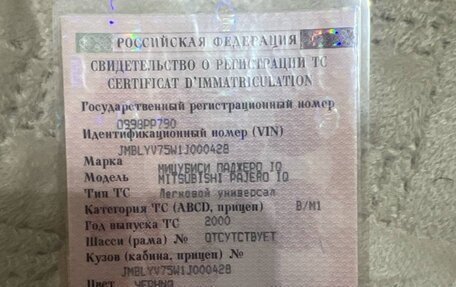 РОССИЙСКАЯ ФЕДЕРАЦИЯ
СВИДЕТЕЛЬСТВО О РЕГИСТРАЦИИ ТС
CERTIFICAT D'IMMATRICULATION
Государственный регистрационный номер
О998РР790
Идентификационный номер (VIN)
JMBLYV75W1J000428
Марка МИЦУБИСИ ПАДЖЕРО IO
Модель MITSUBISHI PAJERO IO
Тип ТС Легковой универсал
Категория ТС (ABCD, прицеп) B/M1
Год выпуска ТС 2000
Шасси (рама) № ОТСУТСТВУЕТ
Кузов (кабина, прицеп) №
JMBLYV75W1J000428
Цвет